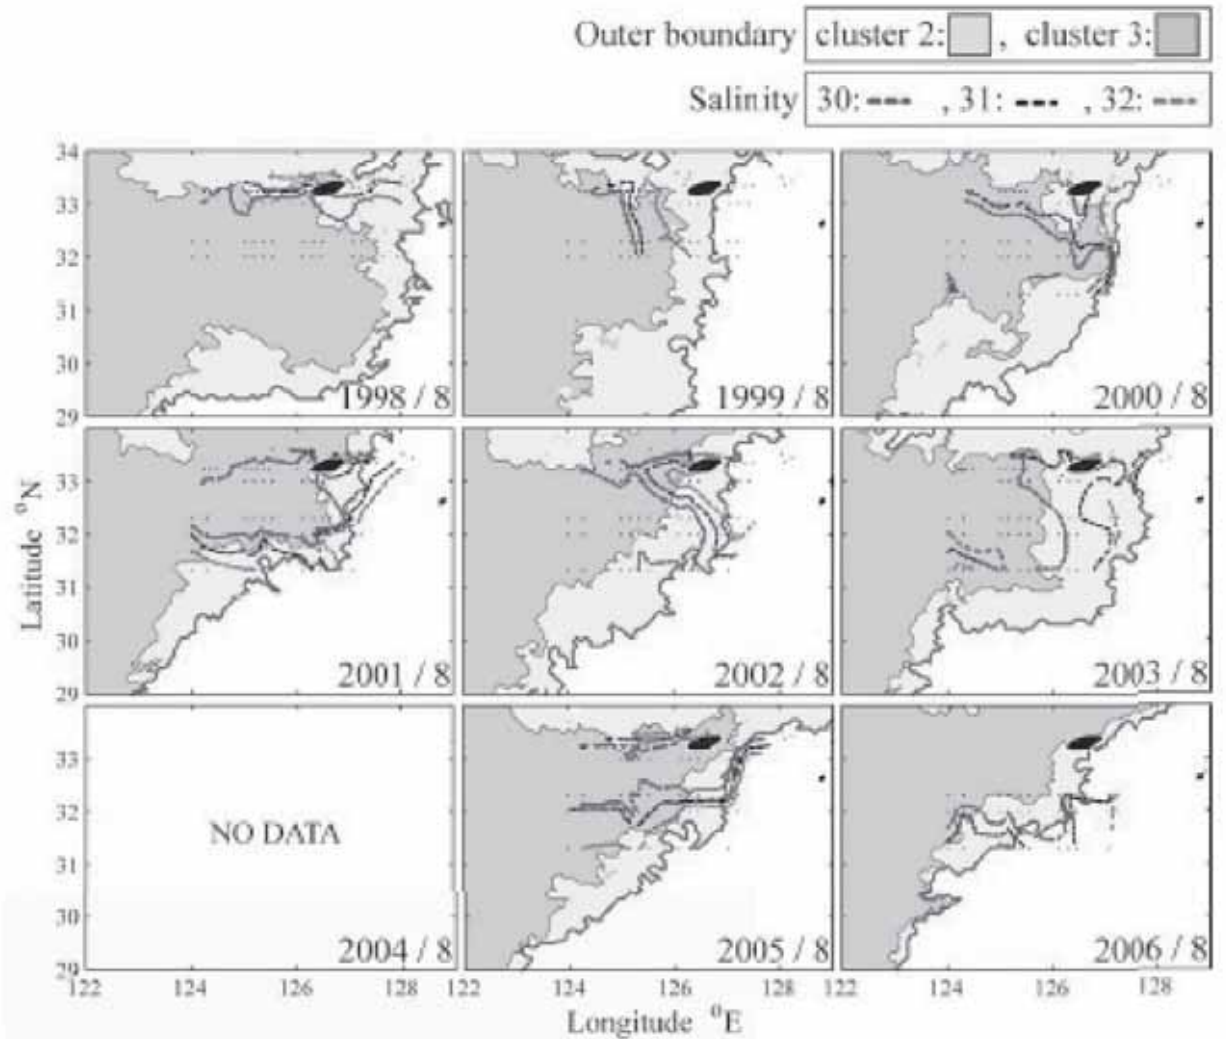 Outer boundary cluster 2: , cluster 3:
Salinity 30: , 31: , 32:
34
33
32
31
30
29
1998 / 8
1999 / 8
2000 / 8
33
32
31
30
29
2001 / 8
2002 / 8
2003 / 8
Latitude °N
33
32
31
30
29
NO DATA
2004 / 8
2005 / 8
2006 / 8
122 124 126 128 122 124 126 128 122 124 126 128
Longitude °E